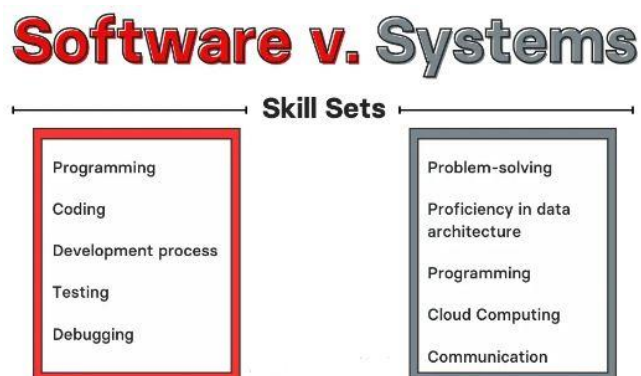 Software v. Systems
Skill Sets
Programming
Coding
Development process
Testing
Debugging
Problem-solving
Proficiency in data
architecture
Programming
Cloud Computing
Communication